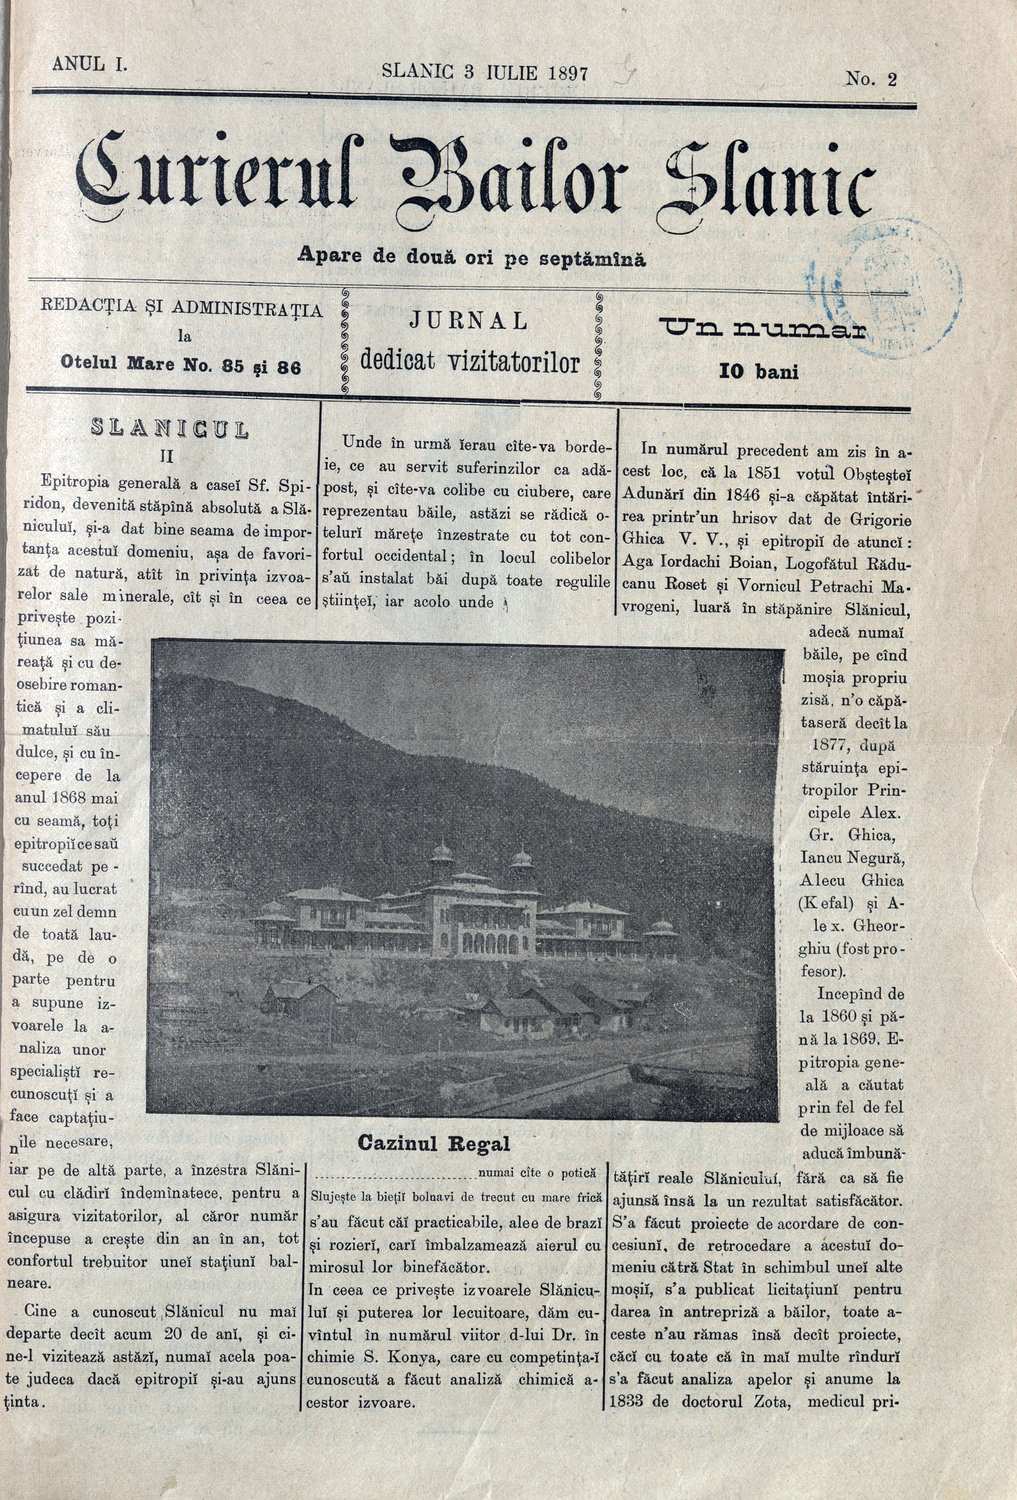 ANUL I.
SLANIC 3 IULIE 1897
No. 2
Curierul Bailor Slanic
Apare de două ori pe septămînă
REDACȚIA ȘI ADMINISTRAȚIA
la
Otelul Mare No. 85 și 86
JURNAL
dedicat vizitatorilor
Un numar
10 bani
SLANICUL
II
Epitropia generală a caseĭ Sf. Spi-
ridon, devenită stăpînă absolută a Slă-
niculuĭ, și-a dat bine seama de impor-
tanța acestuĭ domeniu, așa de favori-
zat de natură, atît în privința izvoa-
relor sale minerale, cît și în ceea ce
privește pozi-
țiunea sa mă-
reață și cu de-
osebire roman-
tică și a cli-
matuluĭ său
dulce, și cu în-
cepere de la
anul 1868 mai
cu seamă, toți
epitropiĭ ce saŭ
succedat pe -
rînd, au lucrat
cu un zel demn
de toată lau-
dă, pe de o
parte pentru
a supune iz-
voarele la a-
naliza unor
specialiștĭ re-
cunoscuțĭ și a
face captațiu-
nile necesare,
iar pe de altă parte, a înzestra Slăni-
cul cu clădirĭ îndemînatece, pentru a
asigura vizitatorilor, al căror număr
începuse a crește din an în an, tot
confortul trebuitor uneĭ stațiunĭ bal-
neare.
Cine a cunoscut Slănicul nu maĭ
departe decît acum 20 de anĭ, și ci-
ne-l vizitează astăzĭ, numaĭ acela poa-
te judeca dacă epitropiĭ și-au ajuns
ținta.
Unde în urmă ĭerau cîte-va borde-
ie, ce au servit suferinzilor ca adă-
post, și cîte-va colibe cu ciubere, care
reprezentau băile, astăzi se rădică o-
telurĭ mărețe înzestrate cu tot con-
fortul occidental; în locul colibelor
s'aŭ instalat băi după toate regulile
științeĭ, iar acolo unde
Cazinul Regal
numai cîte o potică
Slujește la biețiĭ bolnavi de trecut cu mare frică
s'au făcut căĭ practicabile, alee de brazĭ
și rozierĭ, carĭ îmbalzamează aierul cu
mirosul lor binefăcător.
In ceea ce privește izvoarele Slănicu-
luĭ și puterea lor lecuitoare, dăm cu-
vîntul în numărul viitor d-lui Dr. în
chimie S. Konya, care cu competința-ĭ
cunoscută a făcut analiză chimică a-
cestor izvoare.
In numărul precedent am zis în a-
cest loc, că la 1851 votul Obșteșteĭ
Adunărĭ din 1846 și-a căpătat întări-
rea printr'un hrisov dat de Grigorie
Ghica V. V., și epitropiĭ de atuncĭ:
Aga Iordachi Boian, Logofătul Rădu-
canu Roset și Vornicul Petrachi Ma-
vrogeni, luară în stăpânire Slănicul,
adecă numaĭ
băile, pe cînd
moșia propriu
zisă, n'o căpă-
taseră decît la
1877, după
stăruința epi-
tropilor Prin-
cipele Alex.
Gr. Ghica,
Iancu Negură,
Alecu Ghica
(Kefal) și A-
lex. Gheor-
ghiu (fost pro-
fesor).
Incepînd de
la 1860 și pă-
nă la 1869, E-
pitropia gene-
ală a căutat
prin fel de fel
de mijloace să
aducă îmbună-
tățirĭ reale Slăniculuĭ, fără ca să fie
ajunsă însă la un rezultat satisfăcător.
S'a făcut proiecte de acordare de con-
cesiunĭ, de retrocedare a acestuĭ do-
meniu cătră Stat în schimbul uneĭ alte
moșiĭ, s'a publicat licitațiunĭ pentru
darea în antrepriză a băilor, toate a-
ceste n'au rămas însă decît proiecte,
căcĭ cu toate că în maĭ multe rîndurĭ
s'a făcut analiza apelor și anume la
1833 de doctorul Zota, medicul pri-